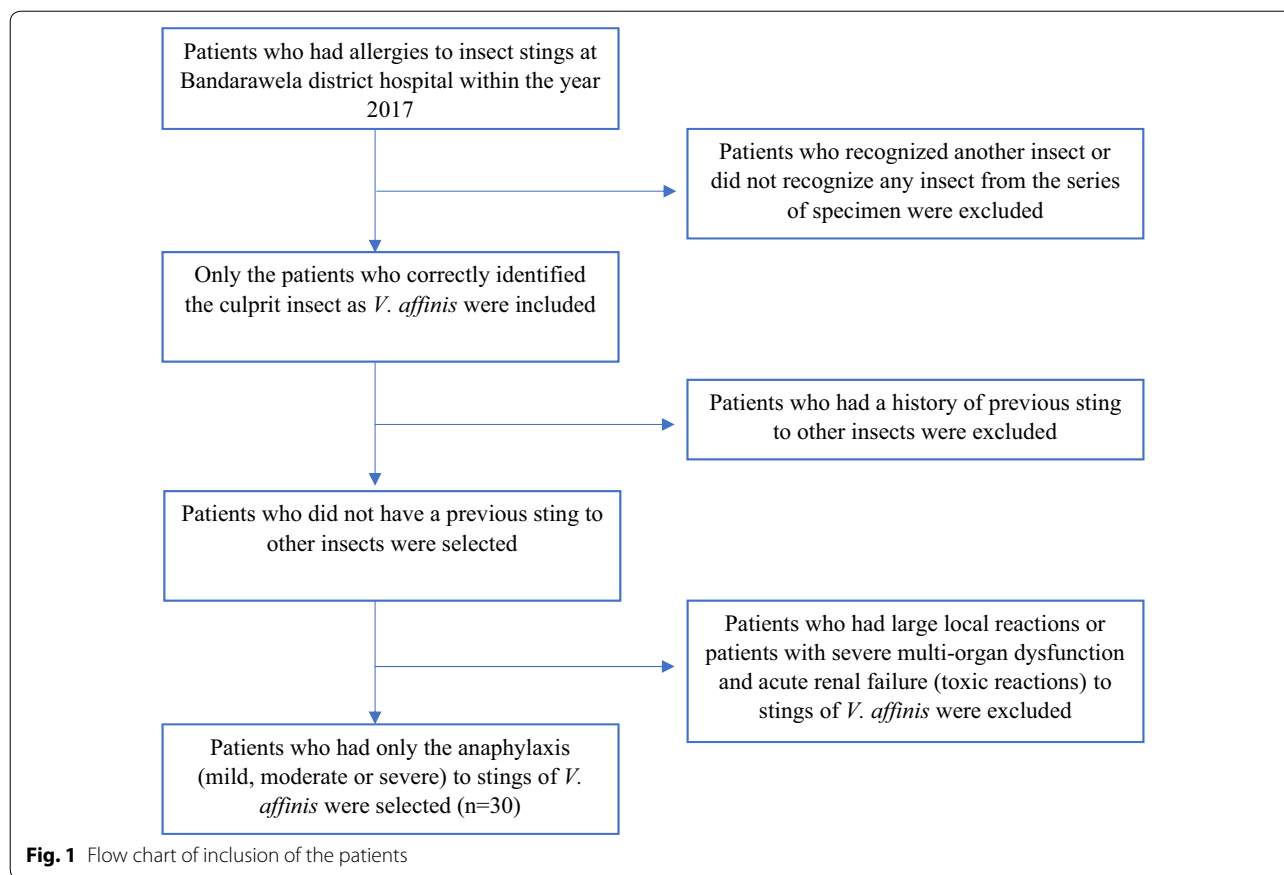 Patients who had allergies to insect stings at
Bandarawela district hospital within the year
2017
Patients who recognized another insect or
did not recognize any insect from the series
of specimen were excluded
Only the patients who correctly identified
the culprit insect as V. affinis were included
Patients who had a history of previous sting
to other insects were excluded
Patients who did not have a previous sting to
other insects were selected
Patients who had large local reactions or
patients with severe multi-organ dysfunction
and acute renal failure (toxic reactions) to
stings of V. affinis were excluded
Patients who had only the anaphylaxis
(mild, moderate or severe) to stings of V.
affinis were selected (n=30)
Fig. 1 Flow chart of inclusion of the patients